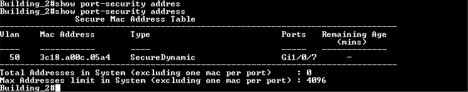 Building_2#show port-security addres
Building_2#show port-security address
Secure Mac Address Table
Vlan Mac Address Type Ports Remaining Age
(mins)
50 3c18.a00c.05a4 SecureDynamic Gi1/0/7 -
Total Addresses in System (excluding one mac per port) : 0
Max Addresses limit in System (excluding one mac per port) : 4096
Building_2#